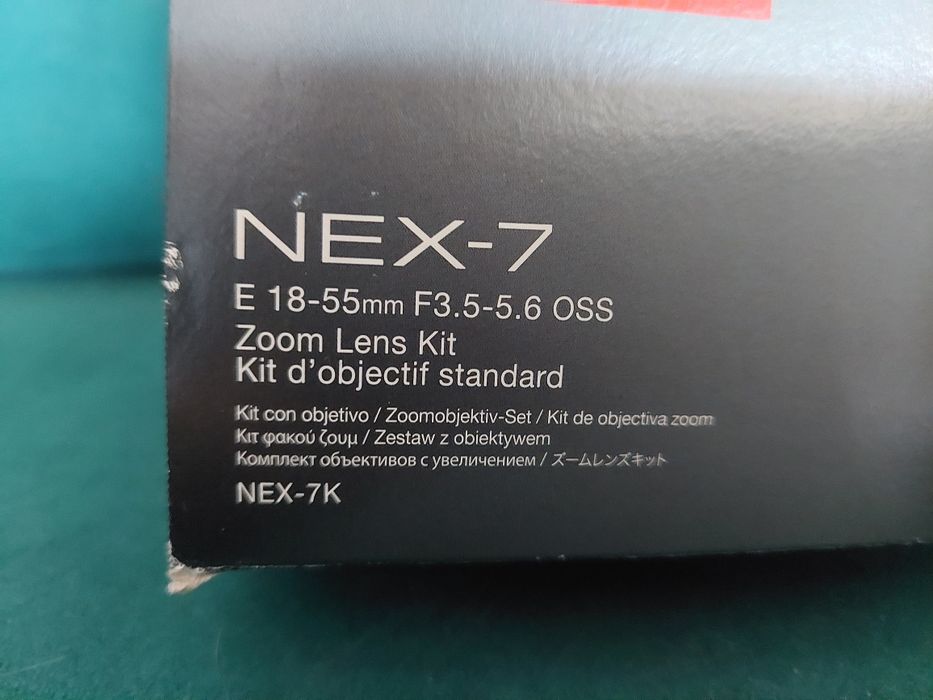 NEX-7
E 18-55mm F3.5-5.6 OSS
Zoom Lens Kit
Kit d’objectif standard
Kit con objetivo / Zoomobjektiv-Set / Kit de objectiva zoom
Κιτ φακού ζουμ / Zestaw z obiektywem
Комплект объективов с увеличением / ズームレンズキット
NEX-7K